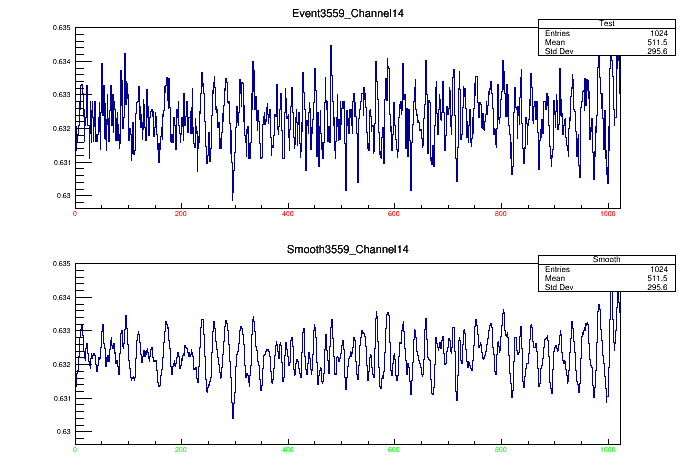 Event3559_Channel14
Test
Entries 1024
Mean 511.5
Std Dev 295.6
0.635
0.634
0.633
0.632
0.631
0.63
0 200 400 600 800 1000
Smooth3559_Channel14
Smooth
Entries 1024
Mean 511.5
Std Dev 295.6
0.635
0.634
0.633
0.632
0.631
0.63
0 200 400 600 800 1000